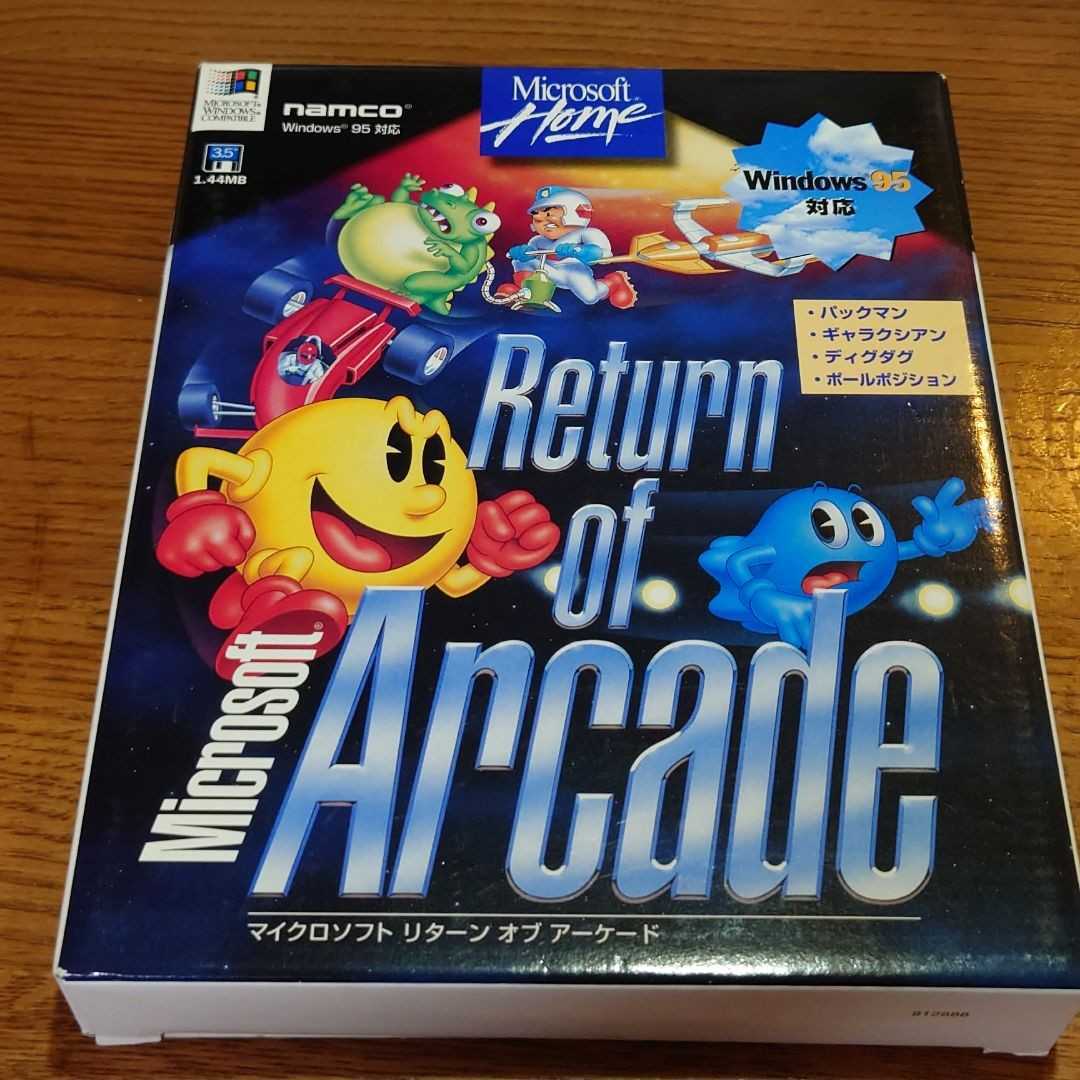 MICROSOFT®
WINDOWS™
COMPATIBLE
namco®
Windows® 95 対応
3.5"
1.44MB
Microsoft®
Home
Windows®95
対応
・パックマン
・ギャラクシアン
・ディグダグ
・ポールポジション
Return
of
Arcade
Microsoft®
マイクロソフト リターン オブ アーケード